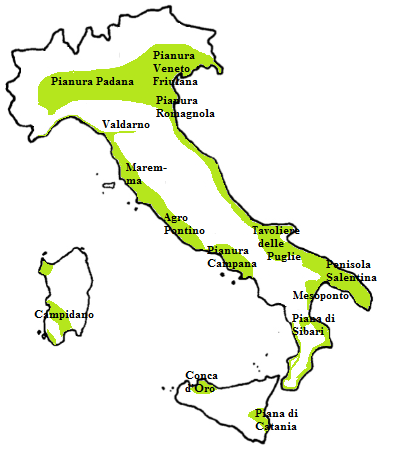 Pianura
Veneto
Friulana
Pianura Padana
Pianura
Romagnola
Valdarno
Marem-
ma
Agro
Pontino
Tavoliere
delle
Puglie
Pianura
Campana
Penisola
Salentina
Mesoponto
Campidano
Piana di
Sibari
Conca
d'Oro
Piana di
Catania